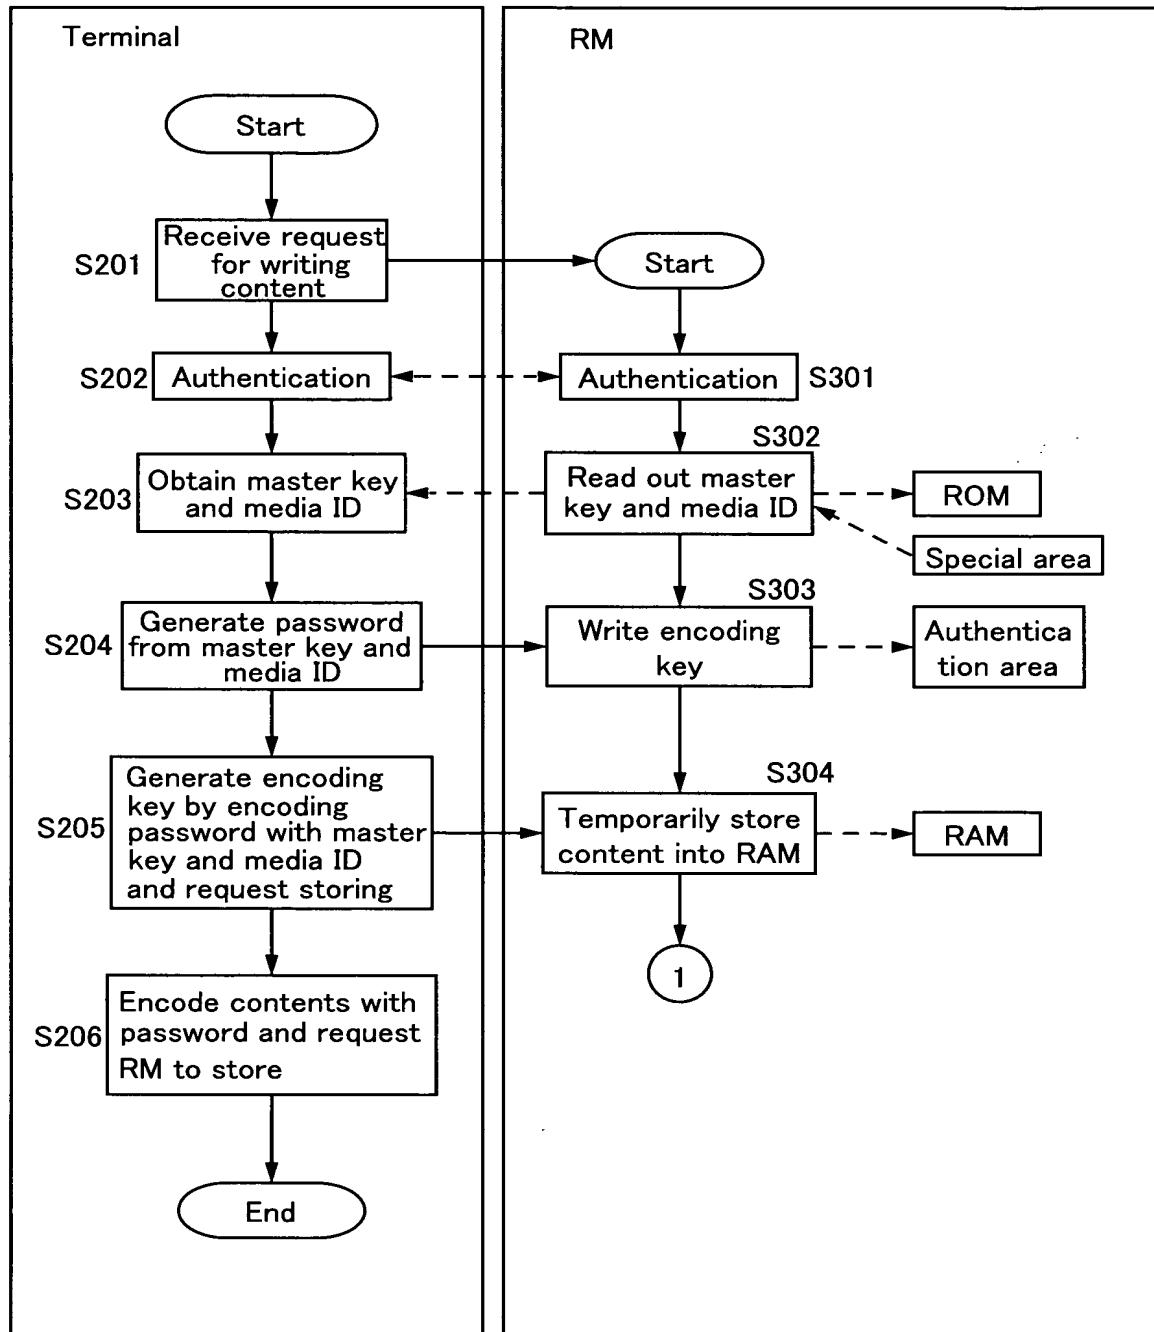 Terminal
RM
Start
Receive request
for writing
content
S201
Start
S202
Authentication
Authentication
S301
S302
S203
Obtain master key
and media ID
Read out master
key and media ID
ROM
Special area
S303
S204
Generate password
from master key and
media ID
Write encoding
key
Authentica
tion area
S304
S205
Generate encoding
key by encoding
password with master
key and media ID
and request storing
Temporarily store
content into RAM
RAM
1
S206
Encode contents with
password and request
RM to store
End